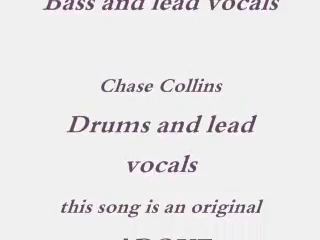 Bass and lead vocals
Chase Collins
Drums and lead
vocals
this song is an original